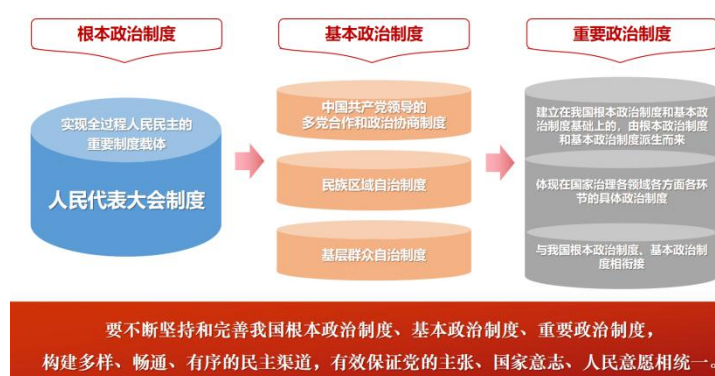 根本政治制度
基本政治制度
重要政治制度
实现全过程人民民主的
重要制度载体
人民代表大会制度
中国共产党领导的
多党合作和政治协商制度
民族区域自治制度
基层群众自治制度
建立在我国根本政治制度和基本政
治制度基础上的，由根本政治制度
和基本政治制度派生而来
体现在国家治理各领域各方面各环
节的具体政治制度
与我国根本政治制度、基本政治制
度相衔接
要不断坚持和完善我国根本政治制度、基本政治制度、重要政治制度，
构建多样、畅通、有序的民主渠道，有效保证党的主张、国家意志、人民意愿相统一。